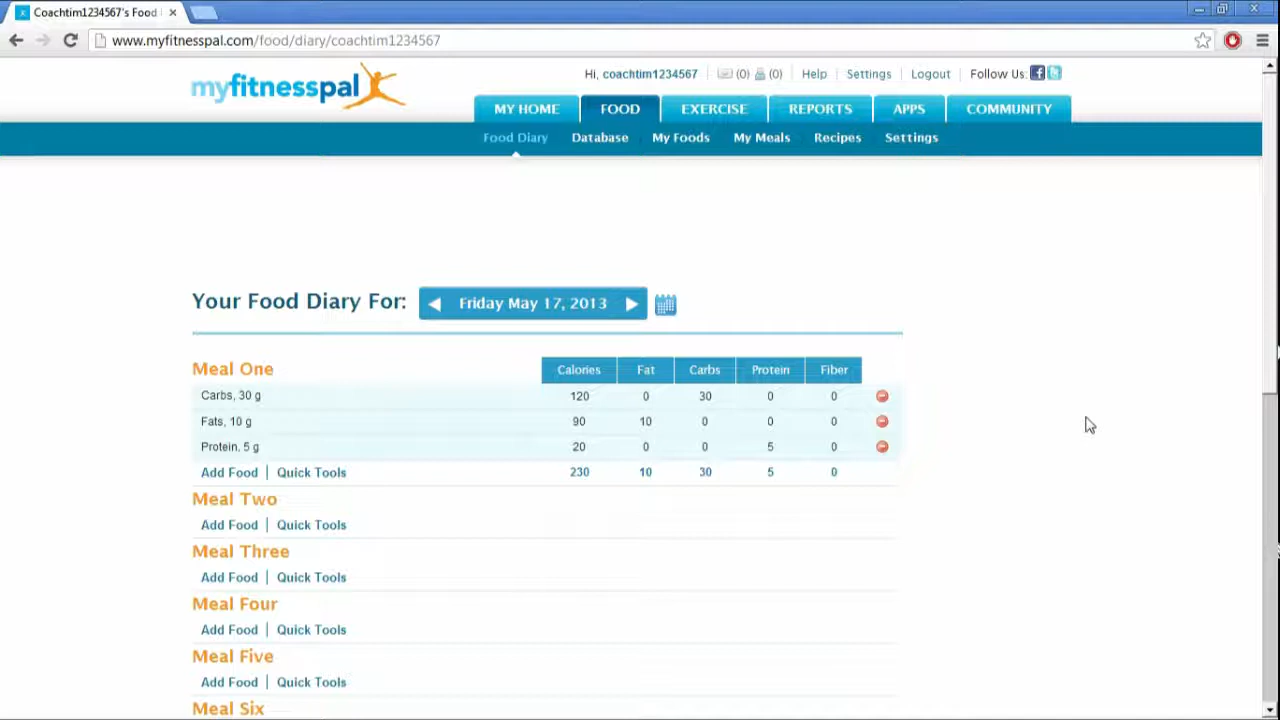 Coachtim1234567's Food
www.myfitnesspal.com/food/diary/coachtim1234567
myfitnesspal
Hi, coachtim1234567 (0) (0) Help Settings Logout Follow Us:
MY HOME FOOD EXERCISE REPORTS APPS COMMUNITY
Food Diary Database My Foods My Meals Recipes Settings
Your Food Diary For: Friday May 17, 2013
Meal One Calories Fat Carbs Protein Fiber
Carbs, 30 g 120 0 30 0 0
Fats, 10 g 90 10 0 0 0
Protein, 5 g 20 0 0 5 0
Add Food | Quick Tools 230 10 30 5 0
Meal Two
Add Food | Quick Tools
Meal Three
Add Food | Quick Tools
Meal Four
Add Food | Quick Tools
Meal Five
Add Food | Quick Tools
Meal Six